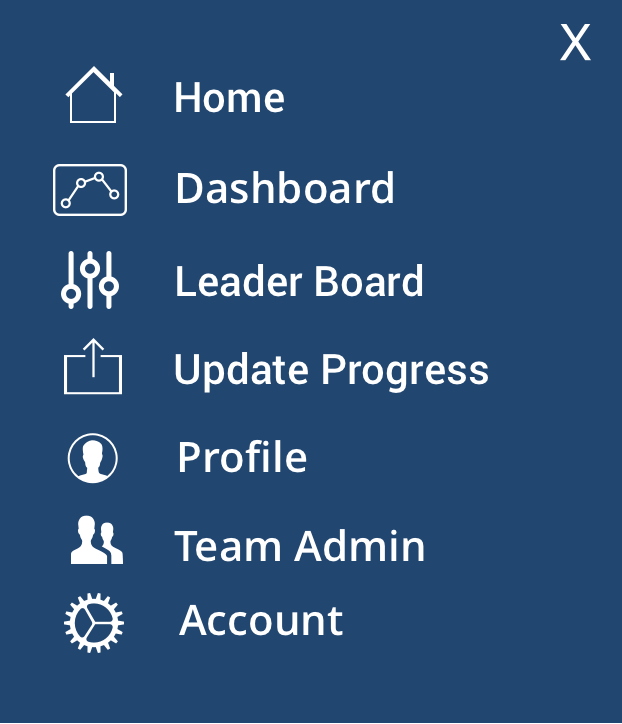 X
Home
Dashboard
Leader Board
Update Progress
Profile
Team Admin
Account